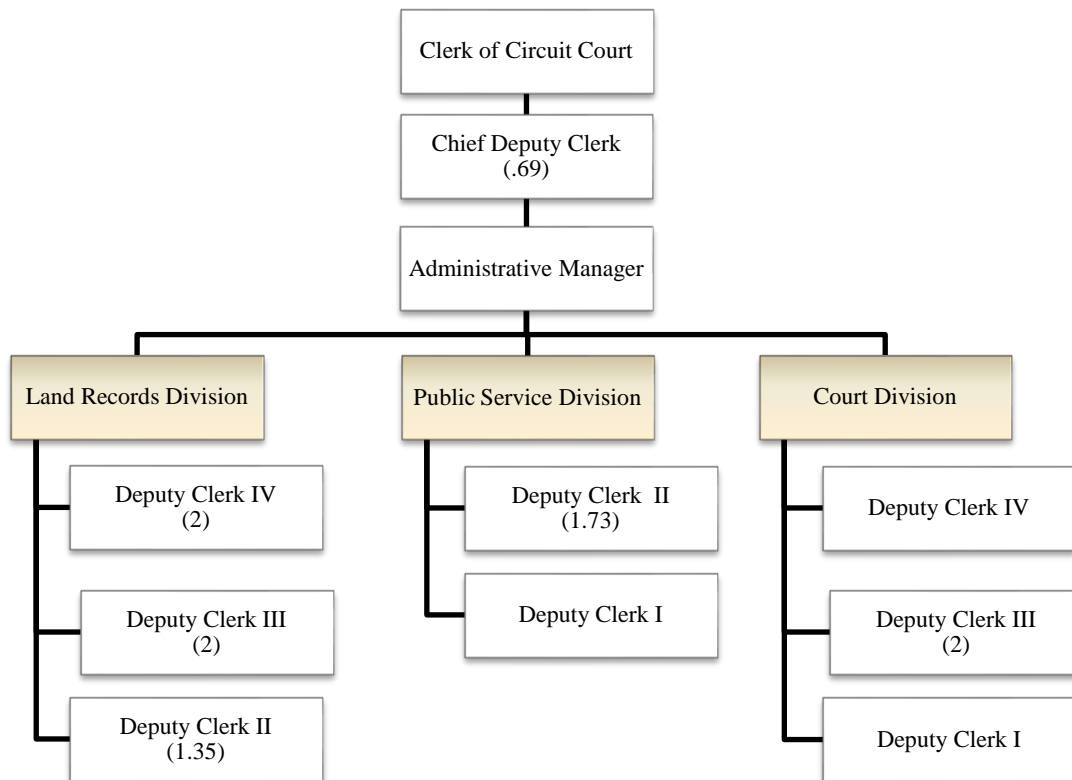 Clerk of Circuit Court
Chief Deputy Clerk
(.69)
Administrative Manager
Land Records Division
Deputy Clerk IV
(2)
Deputy Clerk III
(2)
Deputy Clerk II
(1.35)
Public Service Division
Deputy Clerk  II
(1.73)
Deputy Clerk I
Court Division
Deputy Clerk IV
Deputy Clerk III
(2)
Deputy Clerk I